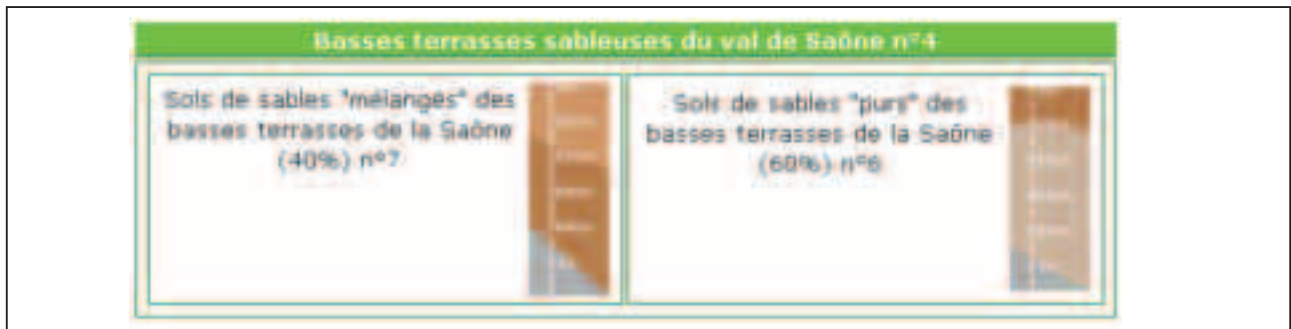 Basses terrasses sableuses du val de Saône n°4
Sols de sables "mélangés" des
basses terrasses de la Saône
(40%) n°7
Sols de sables "purs" des
basses terrasses de la Saône
(60%) n°6